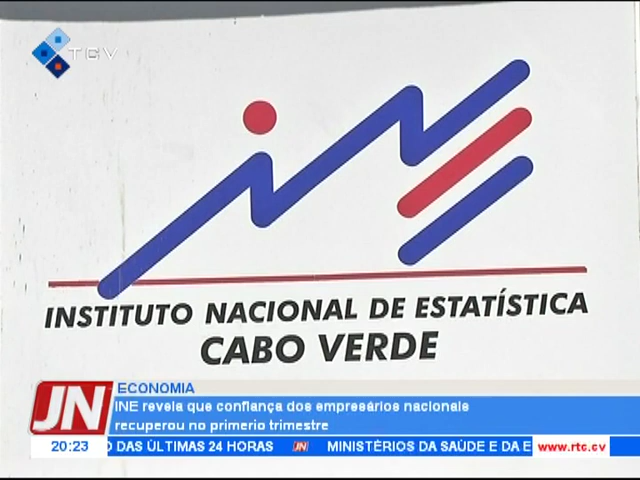 TCV
INSTITUTO NACIONAL DE ESTATÍSTICA
CABO VERDE
JN
ECONOMIA
INE revela que confiança dos empresários nacionais
recuperou no primerio trimestre
20:23
O DAS ÚLTIMAS 24 HORAS JN MINISTÉRIOS DA SAÚDE E DA E
www.rtc.cv